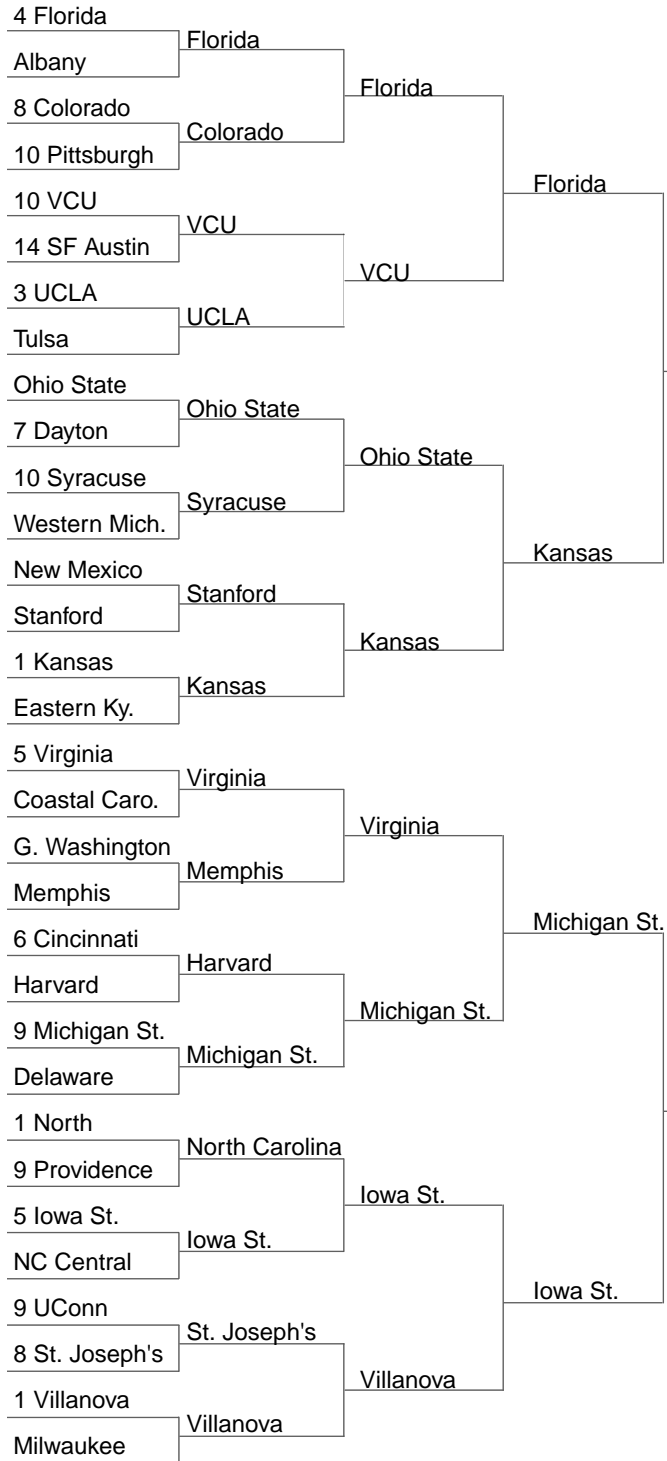 4 Florida
Albany
8 Colorado
10 Pittsburgh
10 VCU
14 SF Austin
3 UCLA
Tulsa
Ohio State
7 Dayton
10 Syracuse
Western Mich.
New Mexico
Stanford
1 Kansas
Eastern Ky.
5 Virginia
Coastal Caro.
G. Washington
Memphis
6 Cincinnati
Harvard
9 Michigan St.
Delaware
1 North
9 Providence
5 Iowa St.
NC Central
9 UConn
8 St. Joseph's
1 Villanova
Milwaukee
Florida
Colorado
VCU
UCLA
Ohio State
Syracuse
Stanford
Kansas
Virginia
Memphis
Harvard
Michigan St.
North Carolina
Iowa St.
St. Joseph's
Villanova
Florida
VCU
Ohio State
Kansas
Virginia
Michigan St.
Iowa St.
Villanova
Florida
Kansas
Michigan St.
Iowa St.